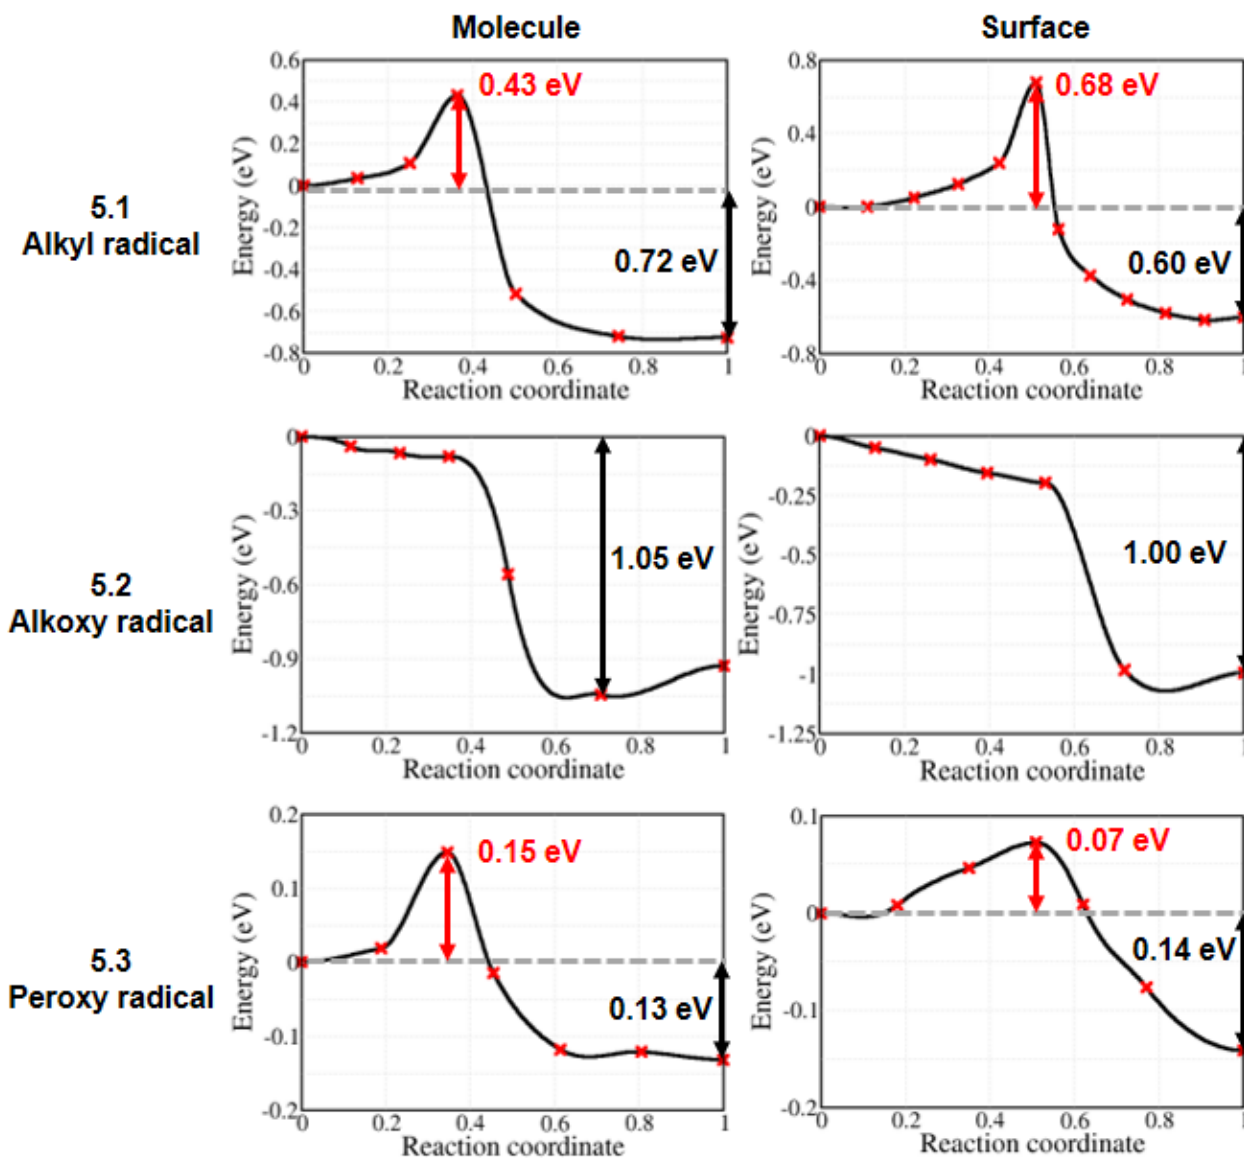 Molecule
Surface
5.1
Alkyl radical
0.6
0.4
0.2
0
-0.2
-0.4
-0.6
-0.8
Energy (eV)
0.43 eV
0.72 eV
0
0.2
0.4
0.6
0.8
1
Reaction coordinate
0.8
0.4
0
-0.4
-0.8
Energy (eV)
0.68 eV
0.60 eV
0
0.2
0.4
0.6
0.8
1
Reaction coordinate
5.2
Alkoxy radical
0
-0.3
-0.6
-0.9
-1.2
Energy (eV)
1.05 eV
0
0.2
0.4
0.6
0.8
1
Reaction coordinate
0
-0.25
-0.5
-0.75
-1
-1.25
Energy (eV)
1.00 eV
0
0.2
0.4
0.6
0.8
1
Reaction coordinate
5.3
Peroxy radical
0.2
0.1
0
-0.1
-0.2
Energy (eV)
0.15 eV
0.13 eV
0
0.2
0.4
0.6
0.8
1
Reaction coordinate
0.1
0
-0.1
-0.2
Energy (eV)
0.07 eV
0.14 eV
0
0.2
0.4
0.6
0.8
1
Reaction coordinate